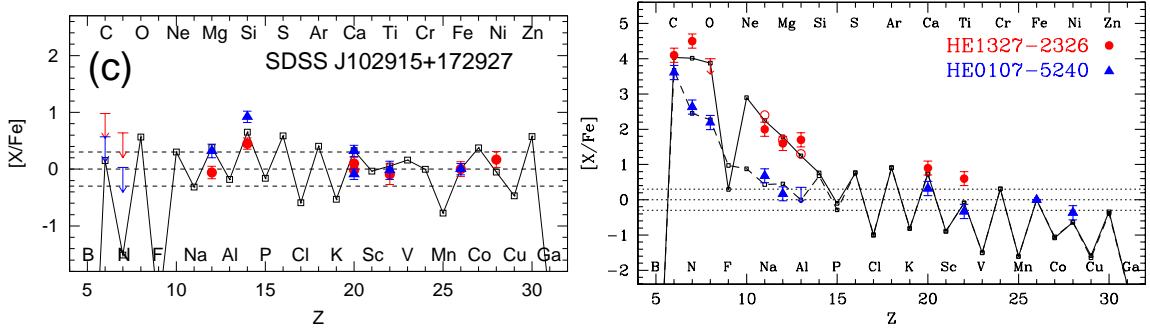 C O Ne Mg Si S Ar Ca Ti Cr Fe Ni Zn
(c) SDSS J102915+172927
2
1
0
-1
[X/Fe]
B N F Na Al P Cl K Sc V Mn Co Cu Ga
5 10 15 20 25 30
Z
C O Ne Mg Si S Ar Ca Ti Cr Fe Ni Zn
HE1327-2326
HE0107-5240
5
4
3
2
1
0
-1
-2
[X/Fe]
B N F Na Al P Cl K Sc V Mn Co Cu Ga
5 10 15 20 25 30
Z